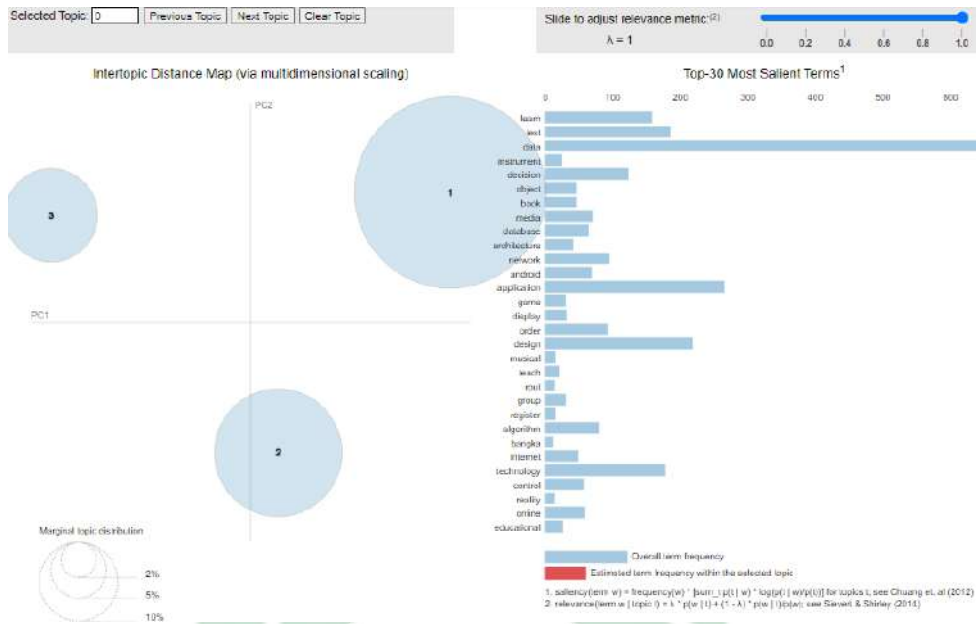 Selected Topic: 0 Previous Topic Next Topic Clear Topic
Slide to adjust relevance metric:(2)
λ = 1
0.0 0.2 0.4 0.6 0.8 1.0
Intertopic Distance Map (via multidimensional scaling)
PC2
PC1
1
2
3
Marginal topic distribution
2%
5%
10%
Top-30 Most Salient Terms1
0 100 200 300 400 500 600
learn
text
data
instrument
decision
object
book
media
database
architecture
network
android
application
game
display
order
design
musical
teach
rout
group
register
algorithm
bangka
internet
technology
control
reality
online
educational
Overall term frequency
Estimated term frequency within the selected topic
1. saliency(term w) = frequency(w) * [sum_t p(t | w) * log(p(t | w)/p(t))] for topics t; see Chuang et. al (2012)
2. relevance(term w | topic t) = λ * p(w | t) + (1 - λ) * p(w | t)/p(w); see Sievert & Shirley (2014)